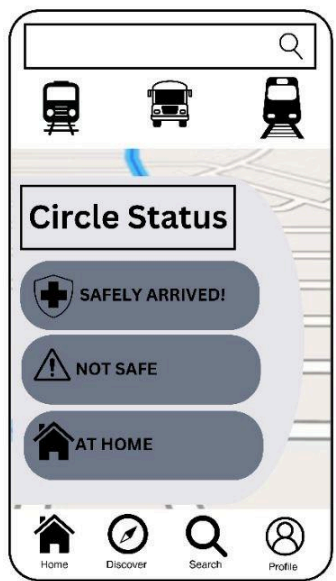 Circle Status
SAFELY ARRIVED!
NOT SAFE
AT HOME
Home
Discover
Search
Profile